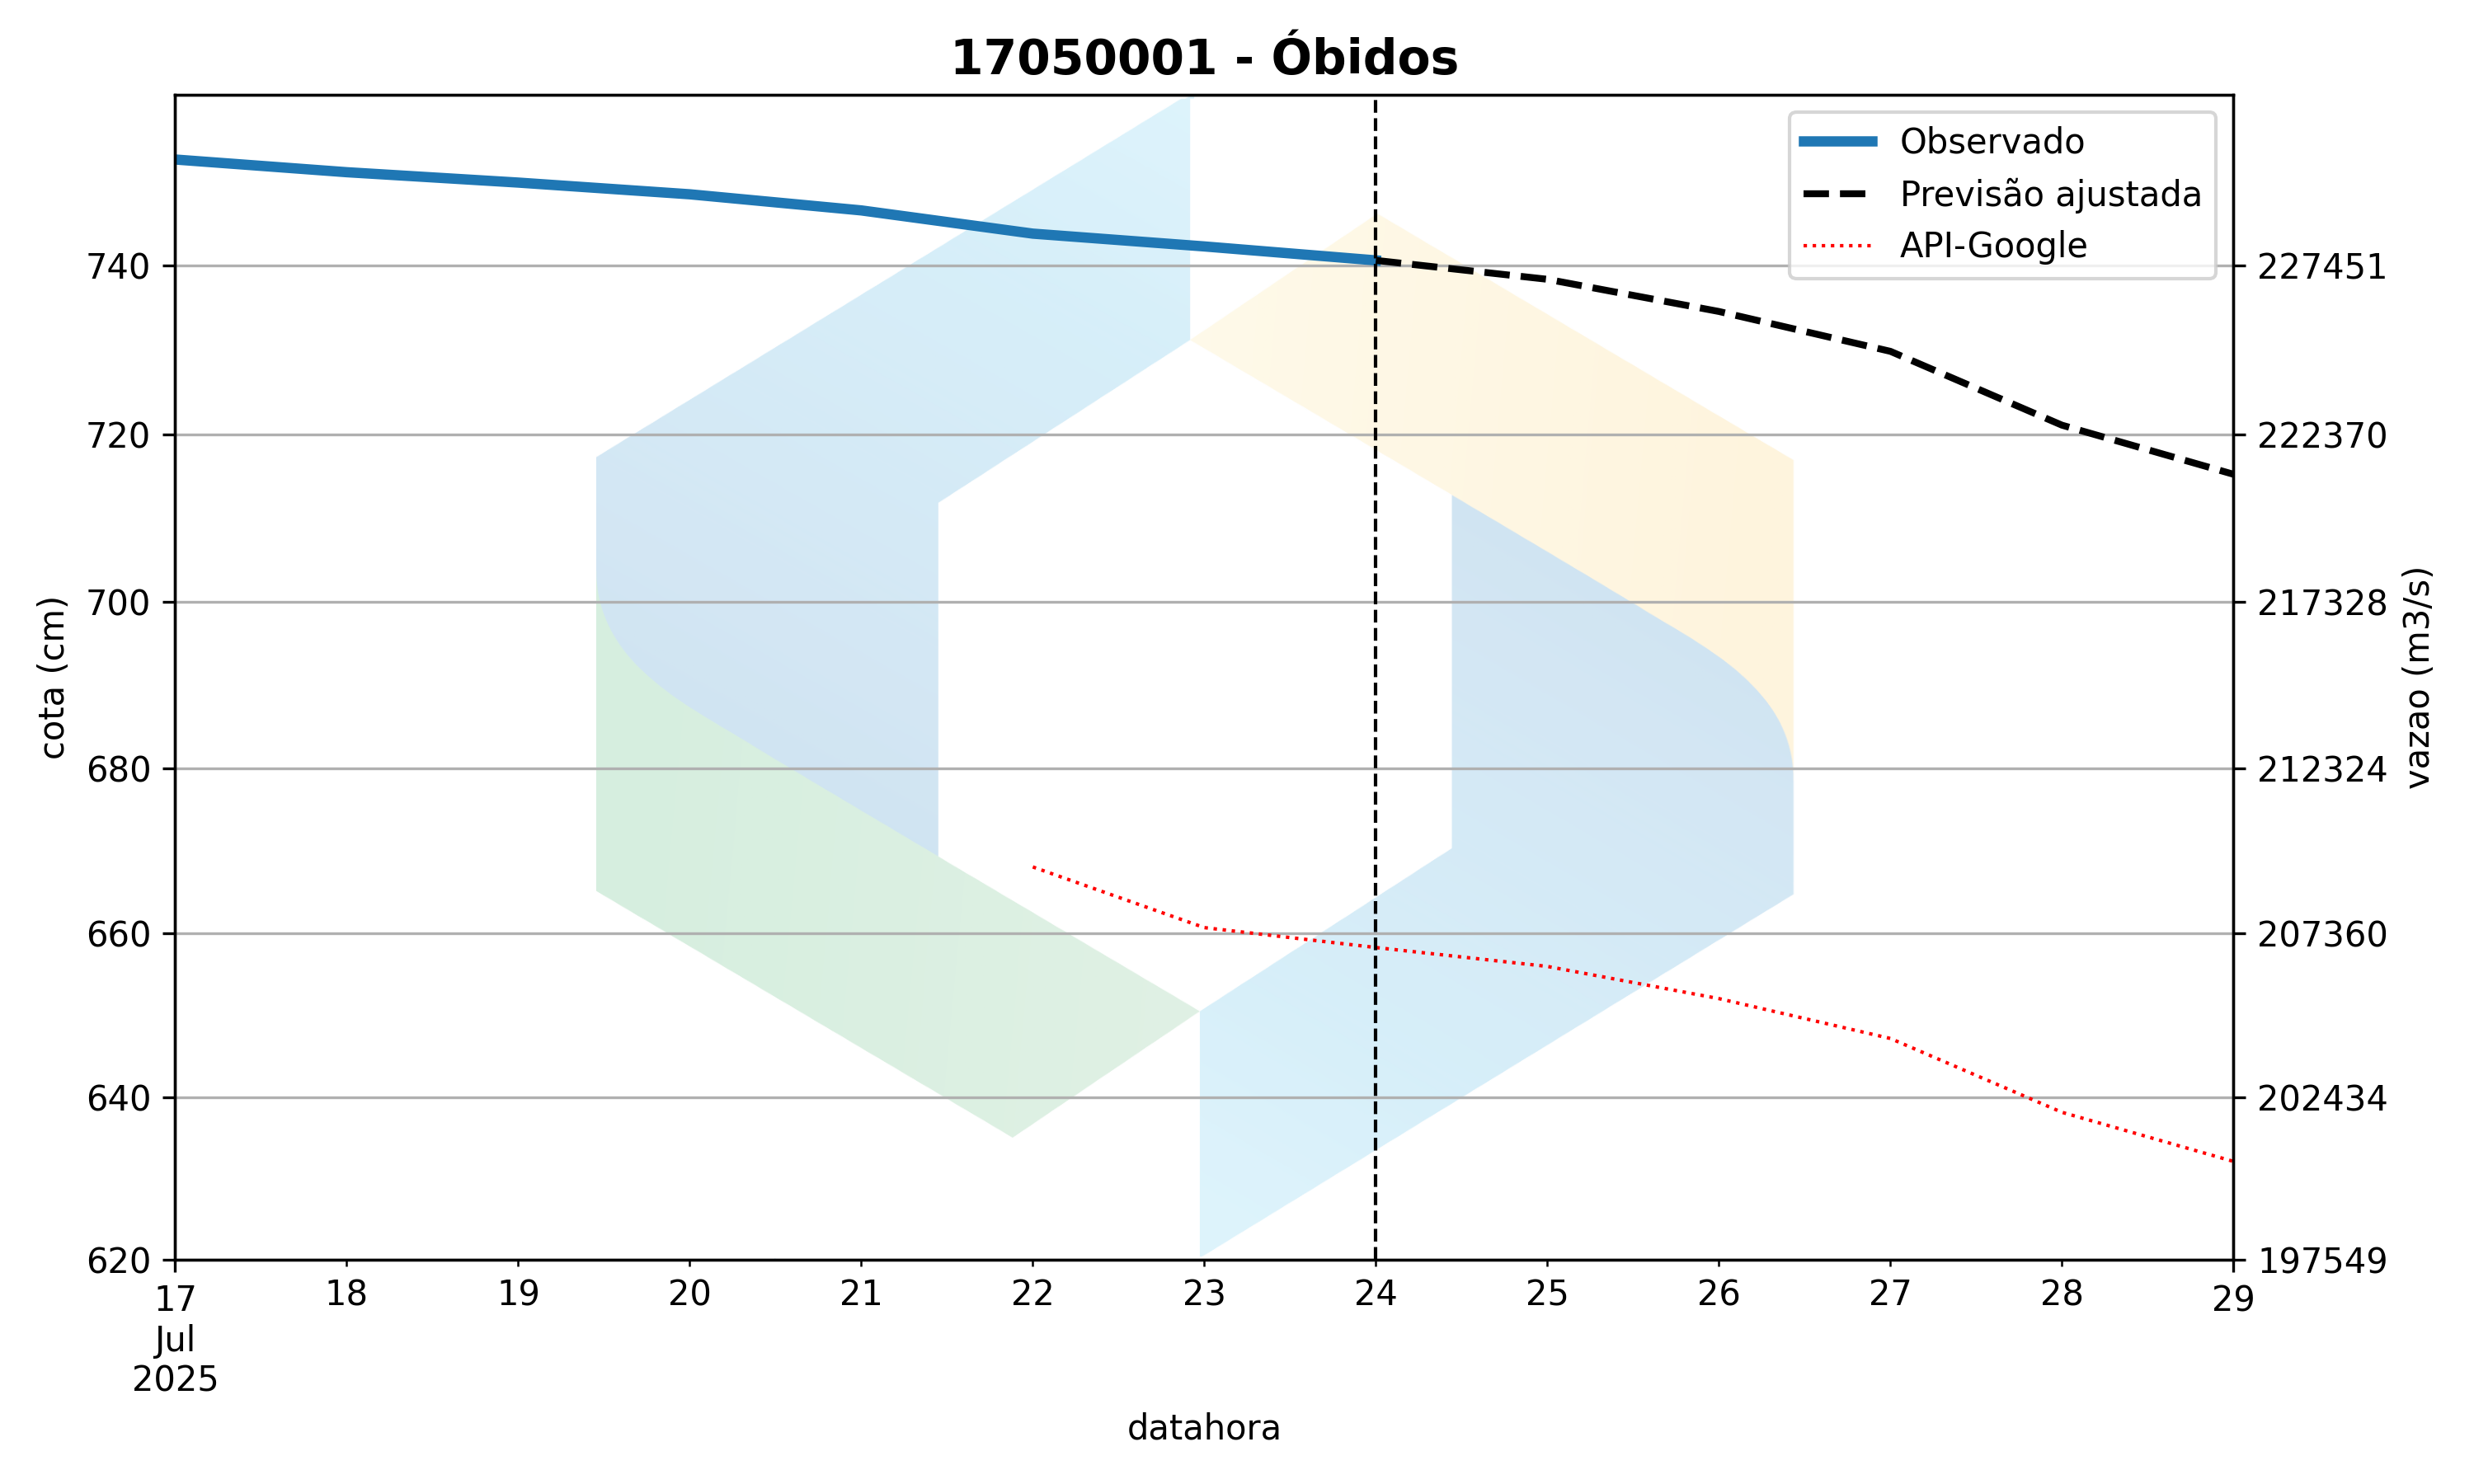 17050001 - Óbidos
Observado
Previsão ajustada
API-Google
740
720
700
680
660
640
620
cota (cm)
227451
222370
217328
212324
207360
202434
197549
vazao (m3/s)
17 18 19 20 21 22 23 24 25 26 27 28 29
Jul
2025
datahora